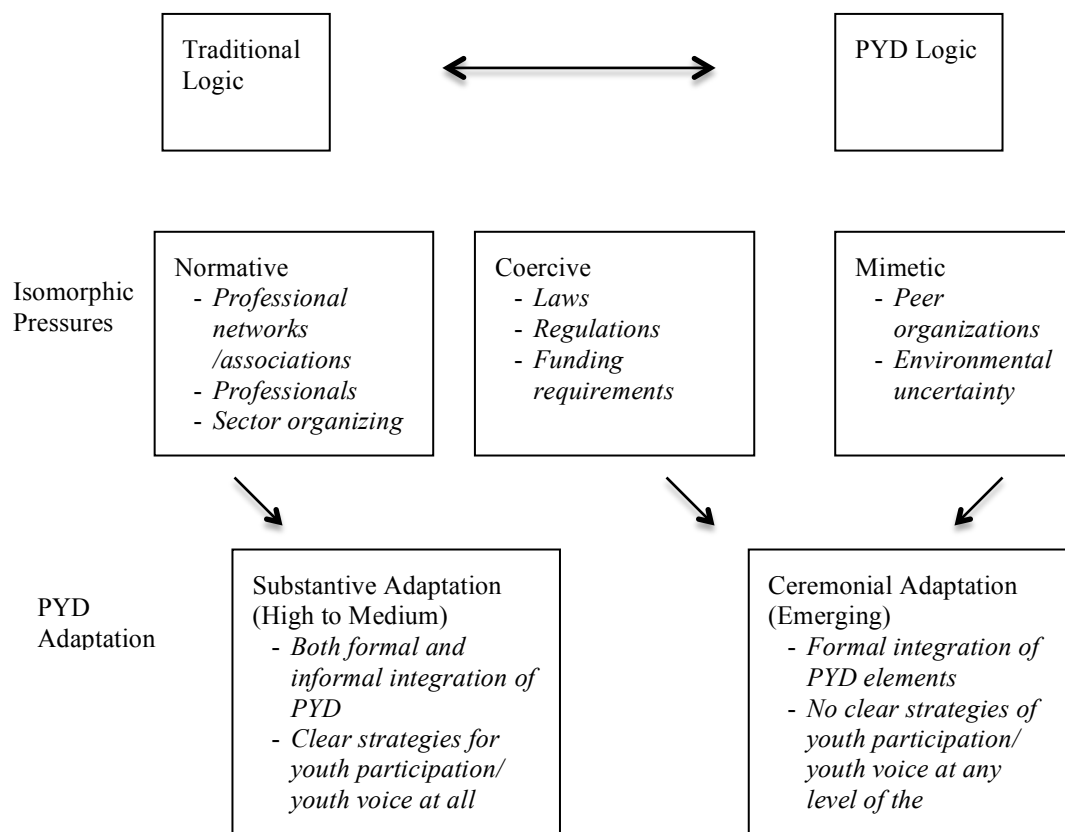 Traditional
Logic
PYD Logic
Isomorphic
Pressures
Normative
- Professional
networks
/associations
- Professionals
- Sector organizing
Coercive
- Laws
- Regulations
- Funding
requirements
Mimetic
- Peer
organizations
- Environmental
uncertainty
PYD
Adaptation
Substantive Adaptation
(High to Medium)
- Both formal and
informal integration of
PYD
- Clear strategies for
youth participation/
youth voice at all
Ceremonial Adaptation
(Emerging)
- Formal integration of
PYD elements
- No clear strategies of
youth participation/
youth voice at any
level of the